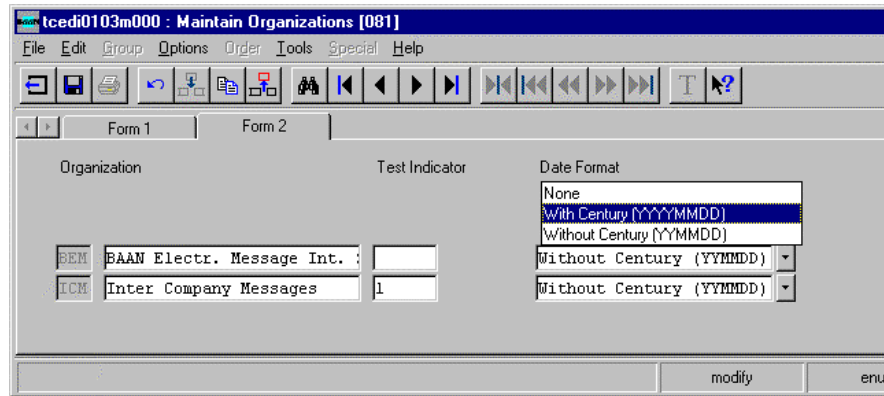 BAAN tcedi0103m000 : Maintain Organizations [081]
File Edit Group Options Order Tools Special Help
T ?
Form 1 Form 2
Organization Test Indicator Date Format
None
With Century (YYYYMMDD)
Without Century (YYMMDD)
BEM BAAN Electr. Message Int. Without Century (YYMMDD)
ICM Inter Company Messages 1 Without Century (YYMMDD)
modify enu